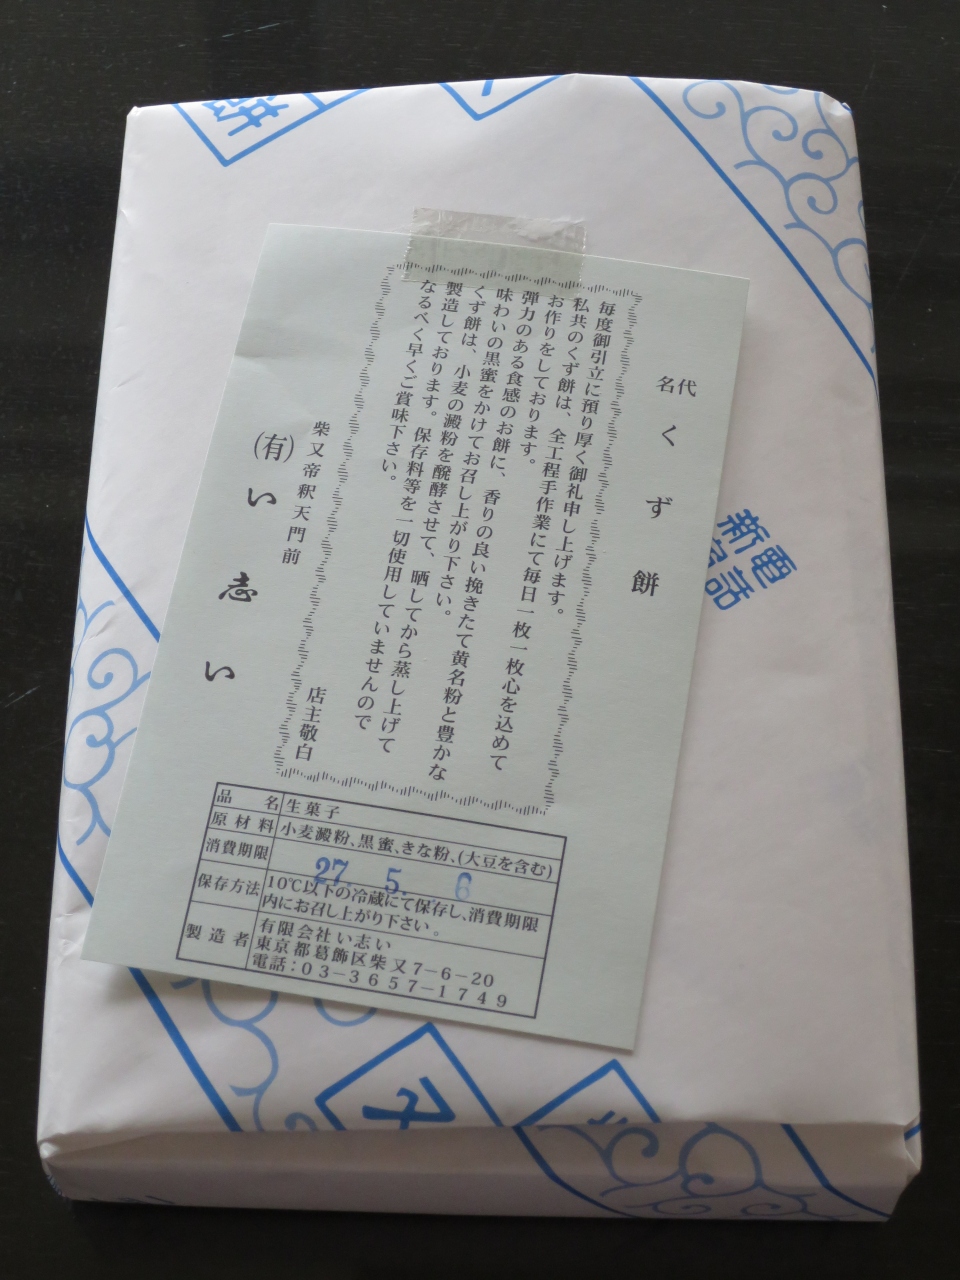 名代
くず餅
毎度御引立に預り厚く御礼申し上げます。
私共のくず餅は、全工程手作業にて毎日一枚一枚心を込めて
お作りをしております。
弾力のある食感のお餅に、香りの良い挽きたて黄名粉と豊かな
味わいの黒蜜をかけてお召し上がり下さい。
くず餅は、小麦の澱粉を醗酵させて、晒してから蒸し上げて
製造しております。保存料等を一切使用していませんので
なるべく早くご賞味下さい。
店主敬白
柴又帝釈天門前
(有)い志い
品名 生菓子
原材料 小麦澱粉、黒蜜、きな粉、(大豆を含む)
消費期限 27 5. 6
保存方法 10℃以下の冷蔵にて保存し、消費期限
内にお召し上がり下さい。
製造者 有限会社い志い
東京都葛飾区柴又7-6-20
電話:03-3657-1749
電話
餅